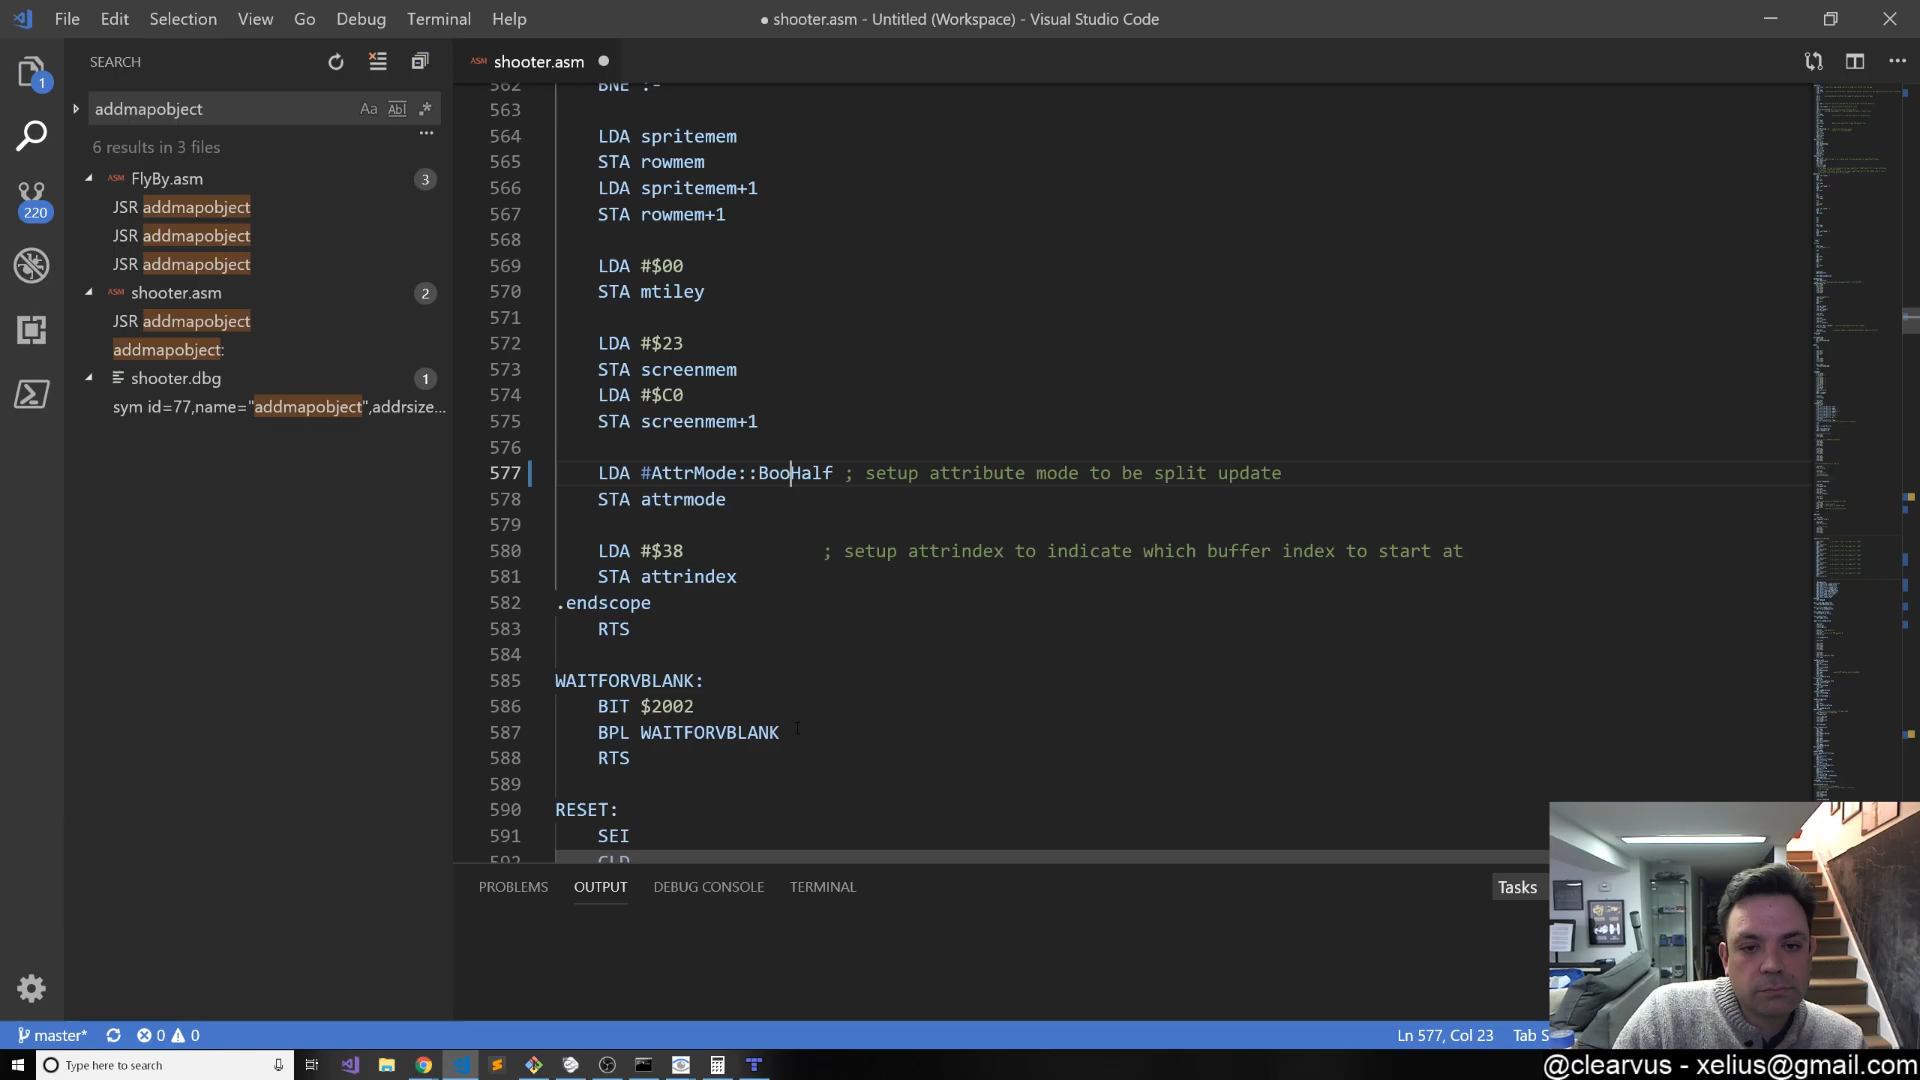 File Edit Selection View Go Debug Terminal Help
● shooter.asm - Untitled (Workspace) - Visual Studio Code
SEARCH
addmapobject
Aa Abl .*
6 results in 3 files
FlyBy.asm 3
JSR addmapobject
JSR addmapobject
JSR addmapobject
shooter.asm 2
JSR addmapobject
addmapobject:
shooter.dbg 1
sym id=77,name="addmapobject",addrsize...
1
220
ASM shooter.asm
562 BNE :-
563
564 LDA spritemem
565 STA rowmem
566 LDA spritemem+1
567 STA rowmem+1
568
569 LDA #$00
570 STA mtiley
571
572 LDA #$23
573 STA screenmem
574 LDA #$C0
575 STA screenmem+1
576
577 LDA #AttrMode::BooHalf ; setup attribute mode to be split update
578 STA attrmode
579
580 LDA #$38 ; setup attrindex to indicate which buffer index to start at
581 STA attrindex
582 .endscope
583 RTS
584
585 WAITFORVBLANK:
586 BIT $2002
587 BPL WAITFORVBLANK
588 RTS
589
590 RESET:
591 SEI
592 CLD
PROBLEMS OUTPUT DEBUG CONSOLE TERMINAL
Tasks
master* 0 0
Ln 577, Col 23 Tab S
Type here to search
@clearvus - xelius@gmail.com